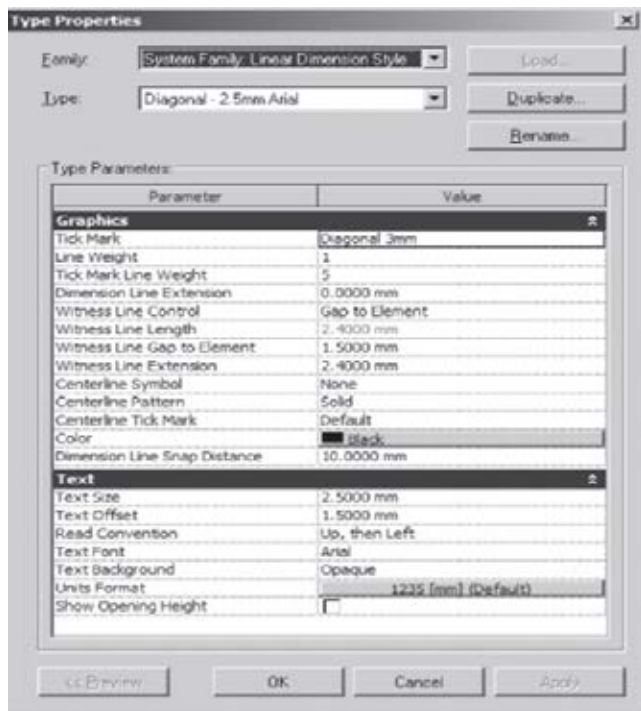 Type Properties
Family: System Family: Linear Dimension Style Load...
Type: Diagonal - 2.5mm Arial Duplicate...
Rename...
Type Parameters:
Parameter Value
Graphics
Tick Mark Diagonal 3mm
Line Weight 1
Tick Mark Line Weight 5
Dimension Line Extension 0.0000 mm
Witness Line Control Gap to Element
Witness Line Length 2.4000 mm
Witness Line Gap to Element 1.5000 mm
Witness Line Extension 2.4000 mm
Centerline Symbol None
Centerline Pattern Solid
Centerline Tick Mark Default
Color Black
Dimension Line Snap Distance 10.0000 mm
Text
Text Size 2.5000 mm
Text Offset 1.5000 mm
Read Convention Up, then Left
Text Font Arial
Text Background Opaque
Units Format 1235 [mm] (Default)
Show Opening Height
<< Preview OK Cancel Apply